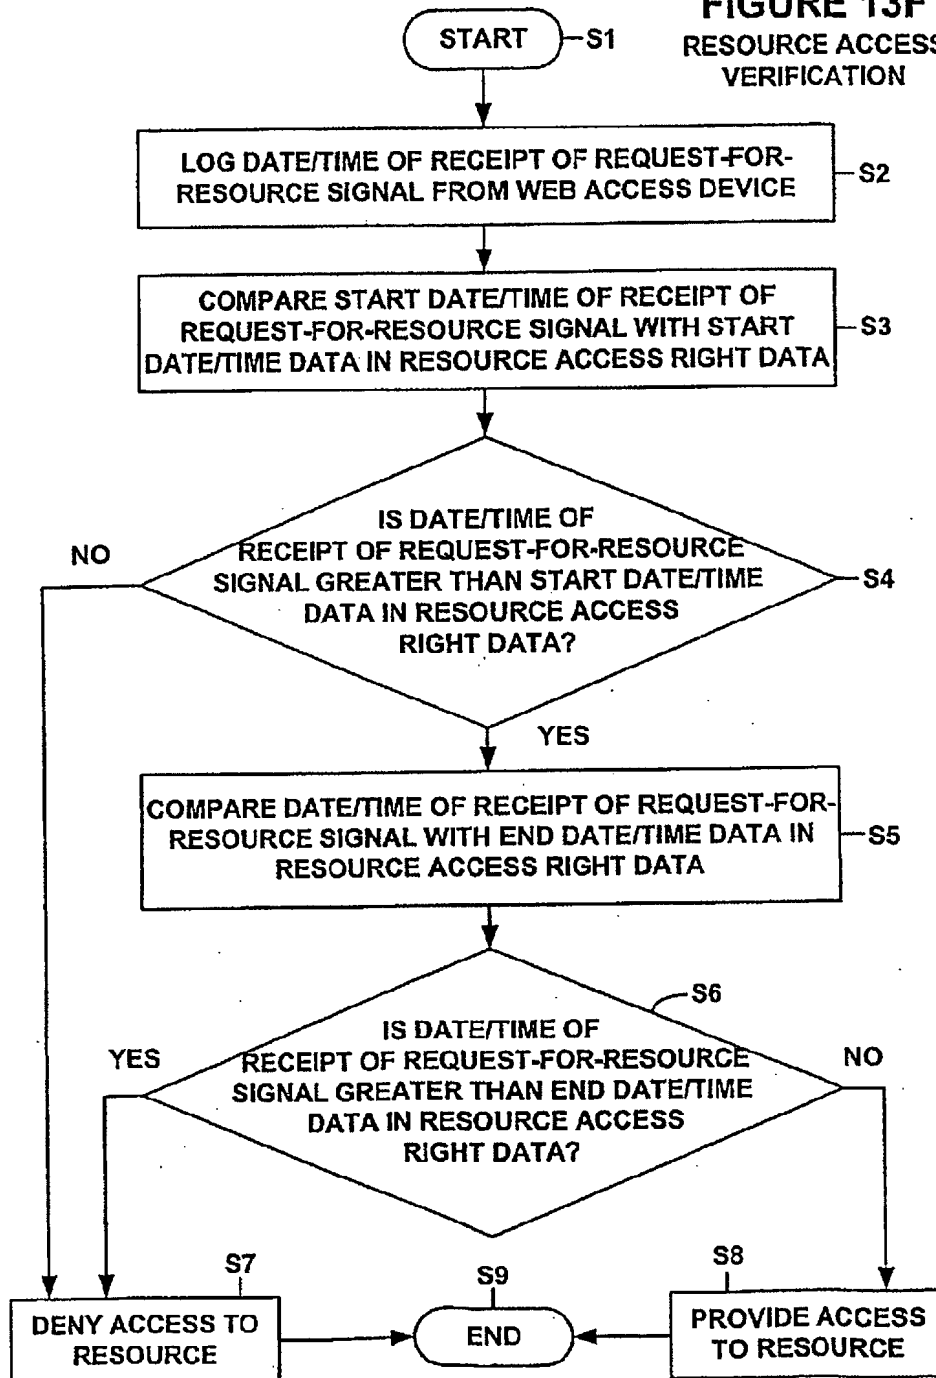 FIGURE 13F
RESOURCE ACCESS
VERIFICATION
START
S1
LOG DATE/TIME OF RECEIPT OF REQUEST-FOR-
RESOURCE SIGNAL FROM WEB ACCESS DEVICE
S2
COMPARE START DATE/TIME OF RECEIPT OF
REQUEST-FOR-RESOURCE SIGNAL WITH START
DATE/TIME DATA IN RESOURCE ACCESS RIGHT DATA
S3
IS DATE/TIME OF
RECEIPT OF REQUEST-FOR-RESOURCE
SIGNAL GREATER THAN START DATE/TIME
DATA IN RESOURCE ACCESS
RIGHT DATA?
S4
NO
YES
COMPARE DATE/TIME OF RECEIPT OF REQUEST-FOR-
RESOURCE SIGNAL WITH END DATE/TIME DATA IN
RESOURCE ACCESS RIGHT DATA
S5
S6
IS DATE/TIME OF
RECEIPT OF REQUEST-FOR-RESOURCE
SIGNAL GREATER THAN END DATE/TIME
DATA IN RESOURCE ACCESS
RIGHT DATA?
YES
NO
S7
DENY ACCESS TO
RESOURCE
S9
END
S8
PROVIDE ACCESS
TO RESOURCE